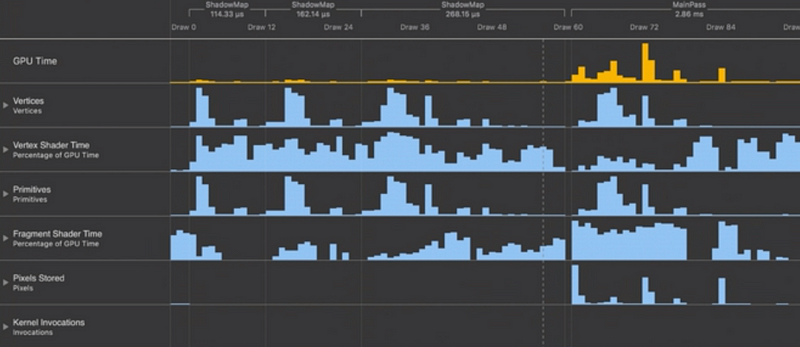 ShadowMap ShadowMap ShadowMap MainPass
114.33 µs 162.14 µs 268.15 µs 2.86 ms
Draw 0 Draw 12 Draw 24 Draw 36 Draw 48 Draw 60 Draw 72 Draw 84
GPU Time
Vertices
Vertices
Vertex Shader Time
Percentage of GPU Time
Primitives
Primitives
Fragment Shader Time
Percentage of GPU Time
Pixels Stored
Pixels
Kernel Invocations
Invocations